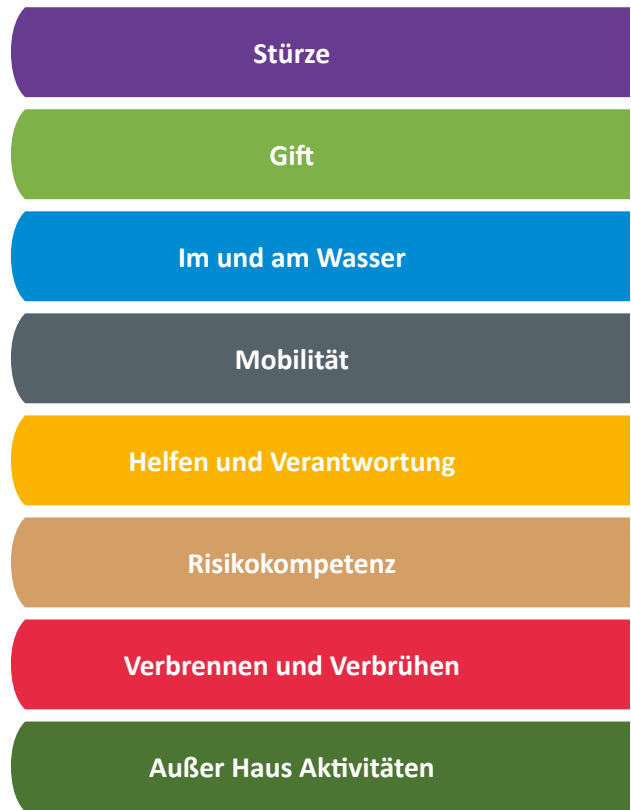 Stürze
Gift
Im und am Wasser
Mobilität
Helfen und Verantwortung
Risikokompetenz
Verbrennen und Verbrühen
Außer Haus Aktivitäten